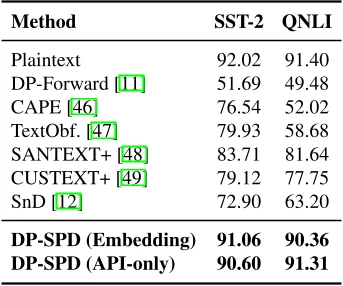 Method SST-2 QNLI
Plaintext 92.02 91.40
DP-Forward [11] 51.69 49.48
CAPE [46] 76.54 52.02
TextObf. [47] 79.93 58.68
SANTEXT+ [48] 83.71 81.64
CUSTEXT+ [49] 79.12 77.75
SnD [12] 72.90 63.20
DP-SPD (Embedding) 91.06 90.36
DP-SPD (API-only) 90.60 91.31